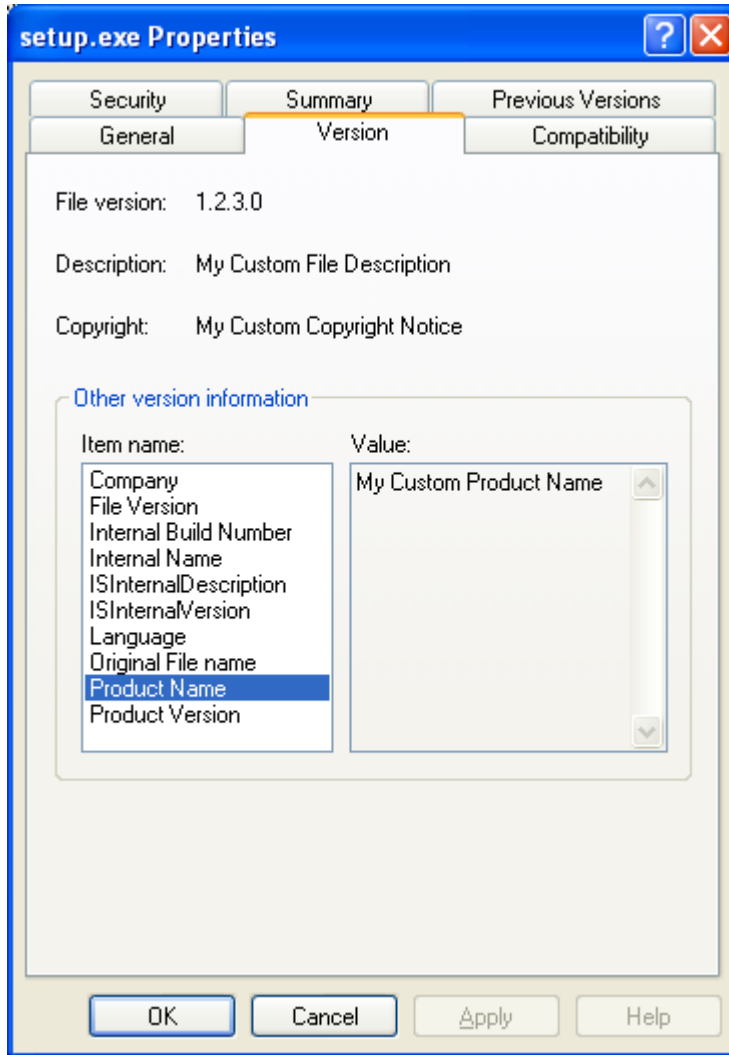 setup.exe Properties
Security Summary Previous Versions
General Version Compatibility
File version: 1.2.3.0
Description: My Custom File Description
Copyright: My Custom Copyright Notice
Other version information
Item name: Value:
Company My Custom Product Name
File Version
Internal Build Number
Internal Name
ISInternalDescription
ISInternalVersion
Language
Original File name
Product Name
Product Version
OK Cancel Apply Help